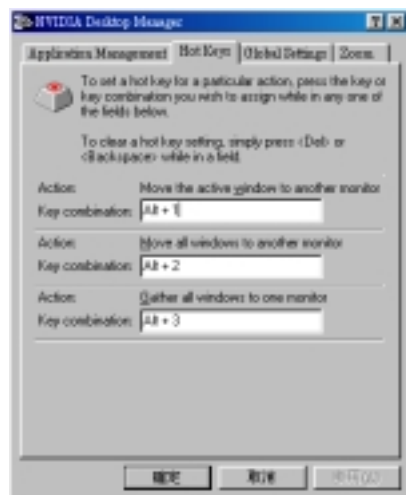 NVIDIA Desktop Manager
Application Management Hot Keys Global Settings Zoom
To set a hot key for a particular action, press the key or
key combination you wish to assign while in any one of
the fields below.
To clear a hot key setting, simply press <Del> or
<Backspace> while in a field.
Action: Move the active window to another monitor
Key combination: Alt + 1
Action: Move all windows to another monitor
Key combination: Alt + 2
Action: Gather all windows to one monitor
Key combination: Alt + 3
確定 取消